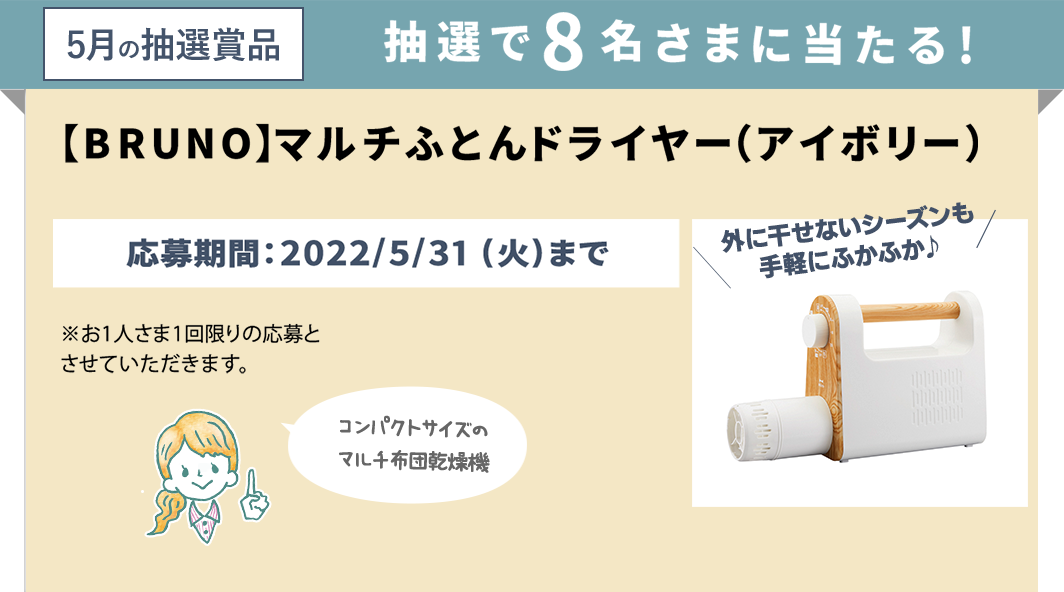 5月の抽選賞品
抽選で8名さまに当たる!
【BRUNO】マルチふとんドライヤー(アイボリー)
応募期間:2022/5/31 (火)まで
外に干せないシーズンも
手軽にふかふか♪
※お1人さま1回限りの応募と
させていただきます。
コンパクトサイズの
マルチ布団乾燥機